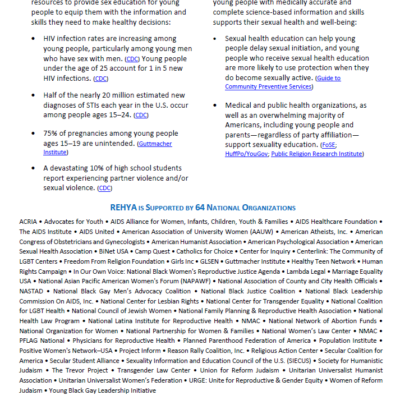 resources to provide sex education for young
people to equip them with the information and
skills they need to make healthy decisions:
• HIV infection rates are increasing among
young people, particularly among young men
who have sex with men. (CDC) Young people
under the age of 25 account for 1 in 5 new
HIV infections. (CDC)
• Half of the nearly 20 million estimated new
diagnoses of STIs each year in the U.S. occur
among people ages 15–24. (CDC)
• 75% of pregnancies among young people
ages 15–19 are unintended. (Guttmacher
Institute)
• A devastating 10% of high school students
report experiencing partner violence and/or
sexual violence. (CDC)
young people with medically accurate and
complete science-based information and skills
supports their sexual health and well-being:
• Sexual health education can help young
people delay sexual initiation, and young
people who receive sexual health education
are more likely to use protection when they
do become sexually active. (Guide to
Community Preventive Services)
• Medical and public health organizations, as
well as an overwhelming majority of
Americans, including young people and
parents—regardless of party affiliation—
support sexuality education. (FoSE;
HuffPo/YouGov; Public Religion Research Institute)
REHYA IS SUPPORTED BY 64 NATIONAL ORGANIZATIONS
ACRIA • Advocates for Youth • AIDS Alliance for Women, Infants, Children, Youth & Families • AIDS Healthcare Foundation •
The AIDS Institute • AIDS United • American Association of University Women (AAUW) • American Atheists, Inc. • American
Congress of Obstetricians and Gynecologists • American Humanist Association • American Psychological Association • American
Sexual Health Association • BiNet USA • Camp Quest • Catholics for Choice • Center for Inquiry • Centerlink: The Community of
LGBT Centers • Freedom From Religion Foundation • Girls Inc • GLSEN • Guttmacher Institute • Healthy Teen Network • Human
Rights Campaign • In Our Own Voice: National Black Women's Reproductive Justice Agenda • Lambda Legal • Marriage Equality
USA • National Asian Pacific American Women's Forum (NAPAWF) • National Association of County and City Health Officials •
NASTAD • National Black Gay Men's Advocacy Coalition • National Black Justice Coalition • National Black Leadership
Commission On AIDS, Inc. • National Center for Lesbian Rights • National Center for Transgender Equality • National Coalition
for LGBT Health • National Council of Jewish Women • National Family Planning & Reproductive Health Association • National
Health Law Program • National Latina Institute for Reproductive Health • NMAC • National Network of Abortion Funds •
National Organization for Women • National Partnership for Women & Families • National Women's Law Center • NMAC •
PFLAG National • Physicians for Reproductive Health • Planned Parenthood Federation of America • Population Institute •
Positive Women's Network–USA • Project Inform • Reason Rally Coalition, Inc. • Religious Action Center • Secular Coalition for
America • Secular Student Alliance • Sexuality Information and Education Council of the U.S. (SIECUS) • Society for Humanistic
Judaism • The Trevor Project • Transgender Law Center • Union for Reform Judaism • Unitarian Universalist Humanist
Association • Unitarian Universalist Women's Federation • URGE: Unite for Reproductive & Gender Equity • Women of Reform
Judaism • Young Black Gay Leadership Initiative